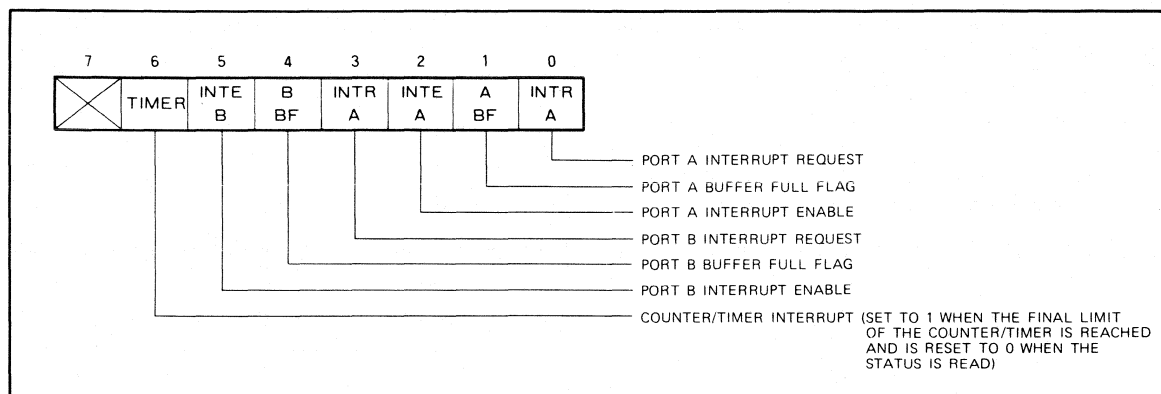 7 6 5 4 3 2 1 0
TIMER INTE B B BF INTR A INTE A A BF INTR A
PORT A INTERRUPT REQUEST
PORT A BUFFER FULL FLAG
PORT A INTERRUPT ENABLE
PORT B INTERRUPT REQUEST
PORT B BUFFER FULL FLAG
PORT B INTERRUPT ENABLE
COUNTER/TIMER INTERRUPT (SET TO 1 WHEN THE FINAL LIMIT
OF THE COUNTER/TIMER IS REACHED
AND IS RESET TO 0 WHEN THE
STATUS IS READ)